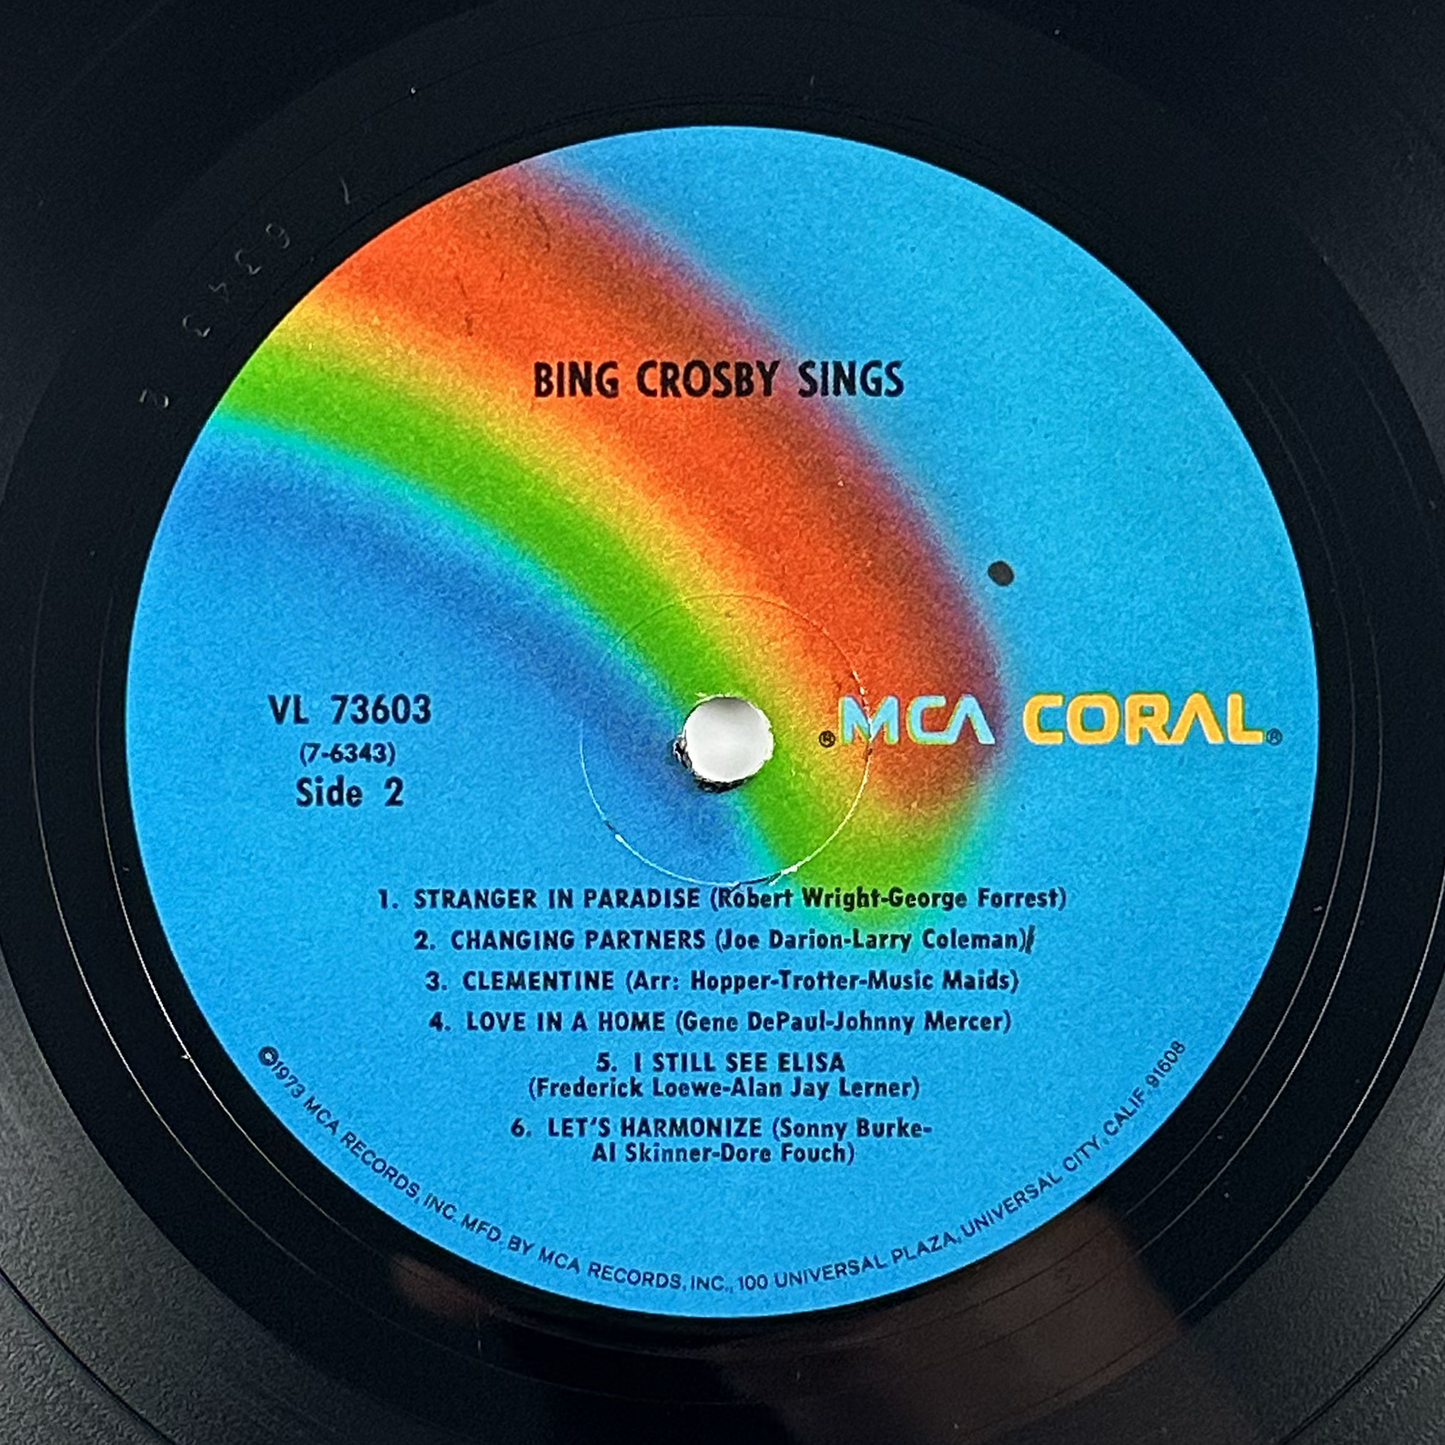 BING CROSBY SINGS
VL 73603
(7-6343)
Side 2
®MCA CORAL®
1. STRANGER IN PARADISE (Robert Wright-George Forrest)
2. CHANGING PARTNERS (Joe Darion-Larry Coleman)
3. CLEMENTINE (Arr: Hopper-Trotter-Music Maids)
4. LOVE IN A HOME (Gene DePaul-Johnny Mercer)
5. I STILL SEE ELISA
(Frederick Loewe-Alan Jay Lerner)
6. LET'S HARMONIZE (Sonny Burke-
Al Skinner-Dore Fouch)
©1973 MCA RECORDS, INC. MFD. BY MCA RECORDS, INC., 100 UNIVERSAL PLAZA, UNIVERSAL CITY, CALIF. 91608